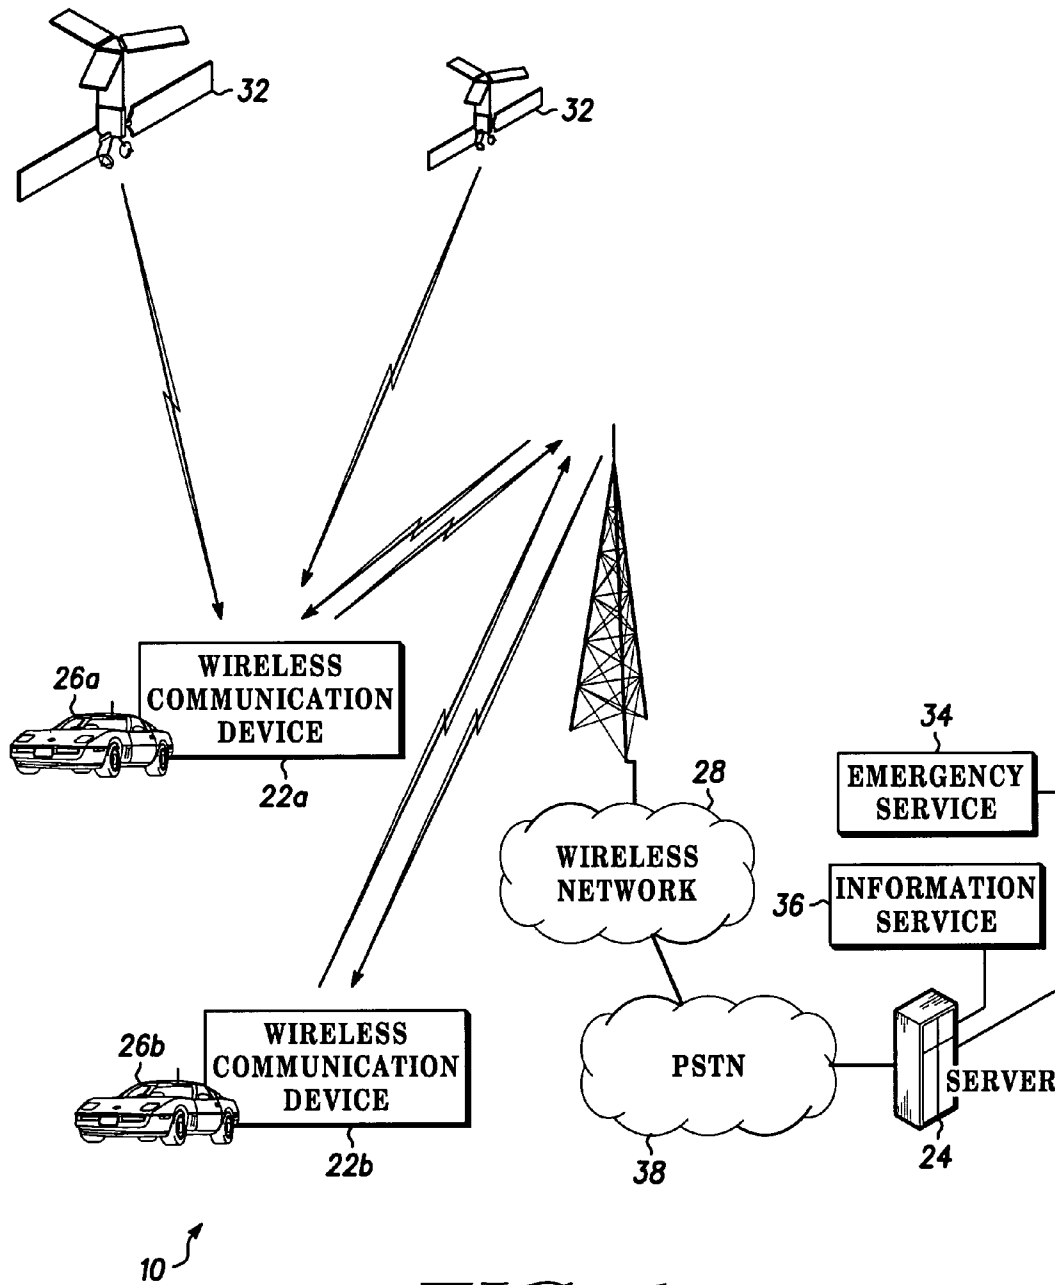 32
32
26a
WIRELESS
COMMUNICATION
DEVICE
22a
34
EMERGENCY
SERVICE
28
WIRELESS
NETWORK
36
INFORMATION
SERVICE
26b
WIRELESS
COMMUNICATION
DEVICE
22b
PSTN
38
SERVER
24
10